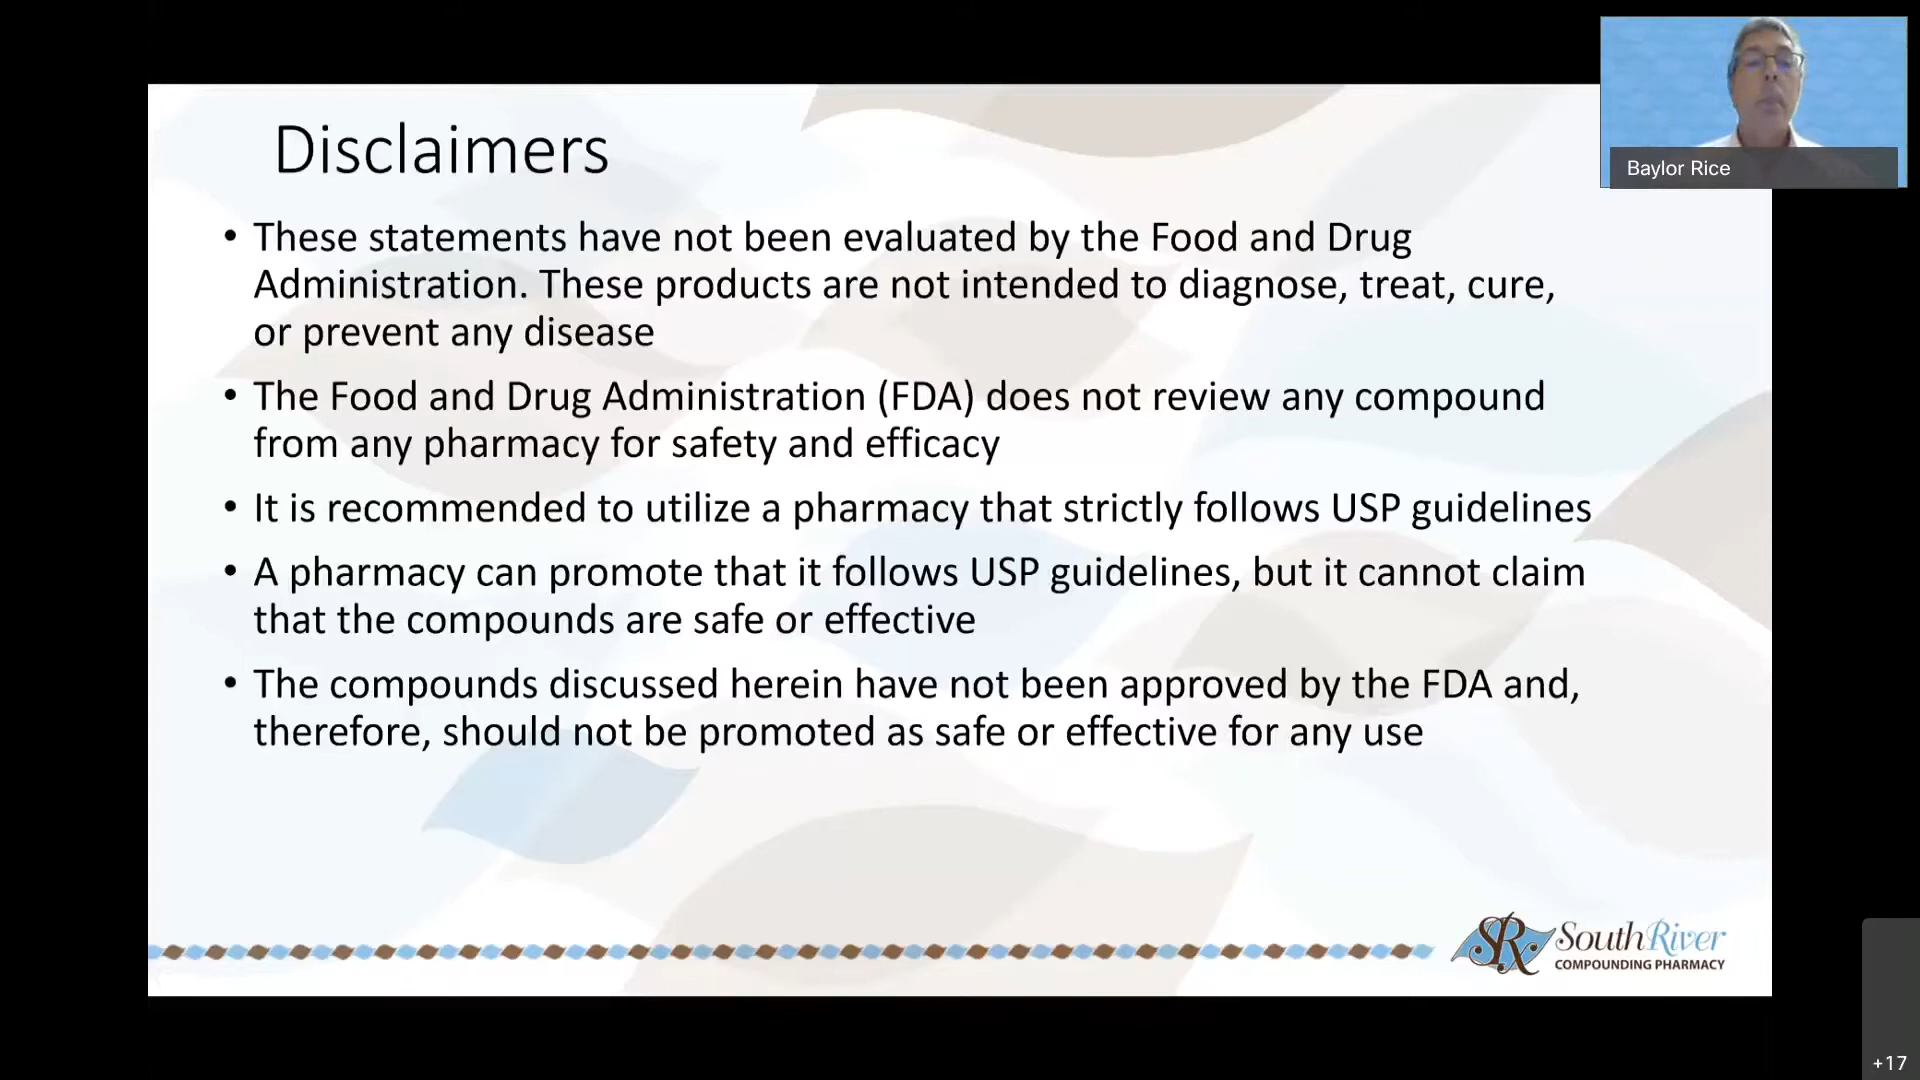 Disclaimers
Baylor Rice
• These statements have not been evaluated by the Food and Drug
Administration. These products are not intended to diagnose, treat, cure,
or prevent any disease
• The Food and Drug Administration (FDA) does not review any compound
from any pharmacy for safety and efficacy
• It is recommended to utilize a pharmacy that strictly follows USP guidelines
• A pharmacy can promote that it follows USP guidelines, but it cannot claim
that the compounds are safe or effective
• The compounds discussed herein have not been approved by the FDA and,
therefore, should not be promoted as safe or effective for any use
SR
SouthRiver
COMPOUNDING PHARMACY
+17